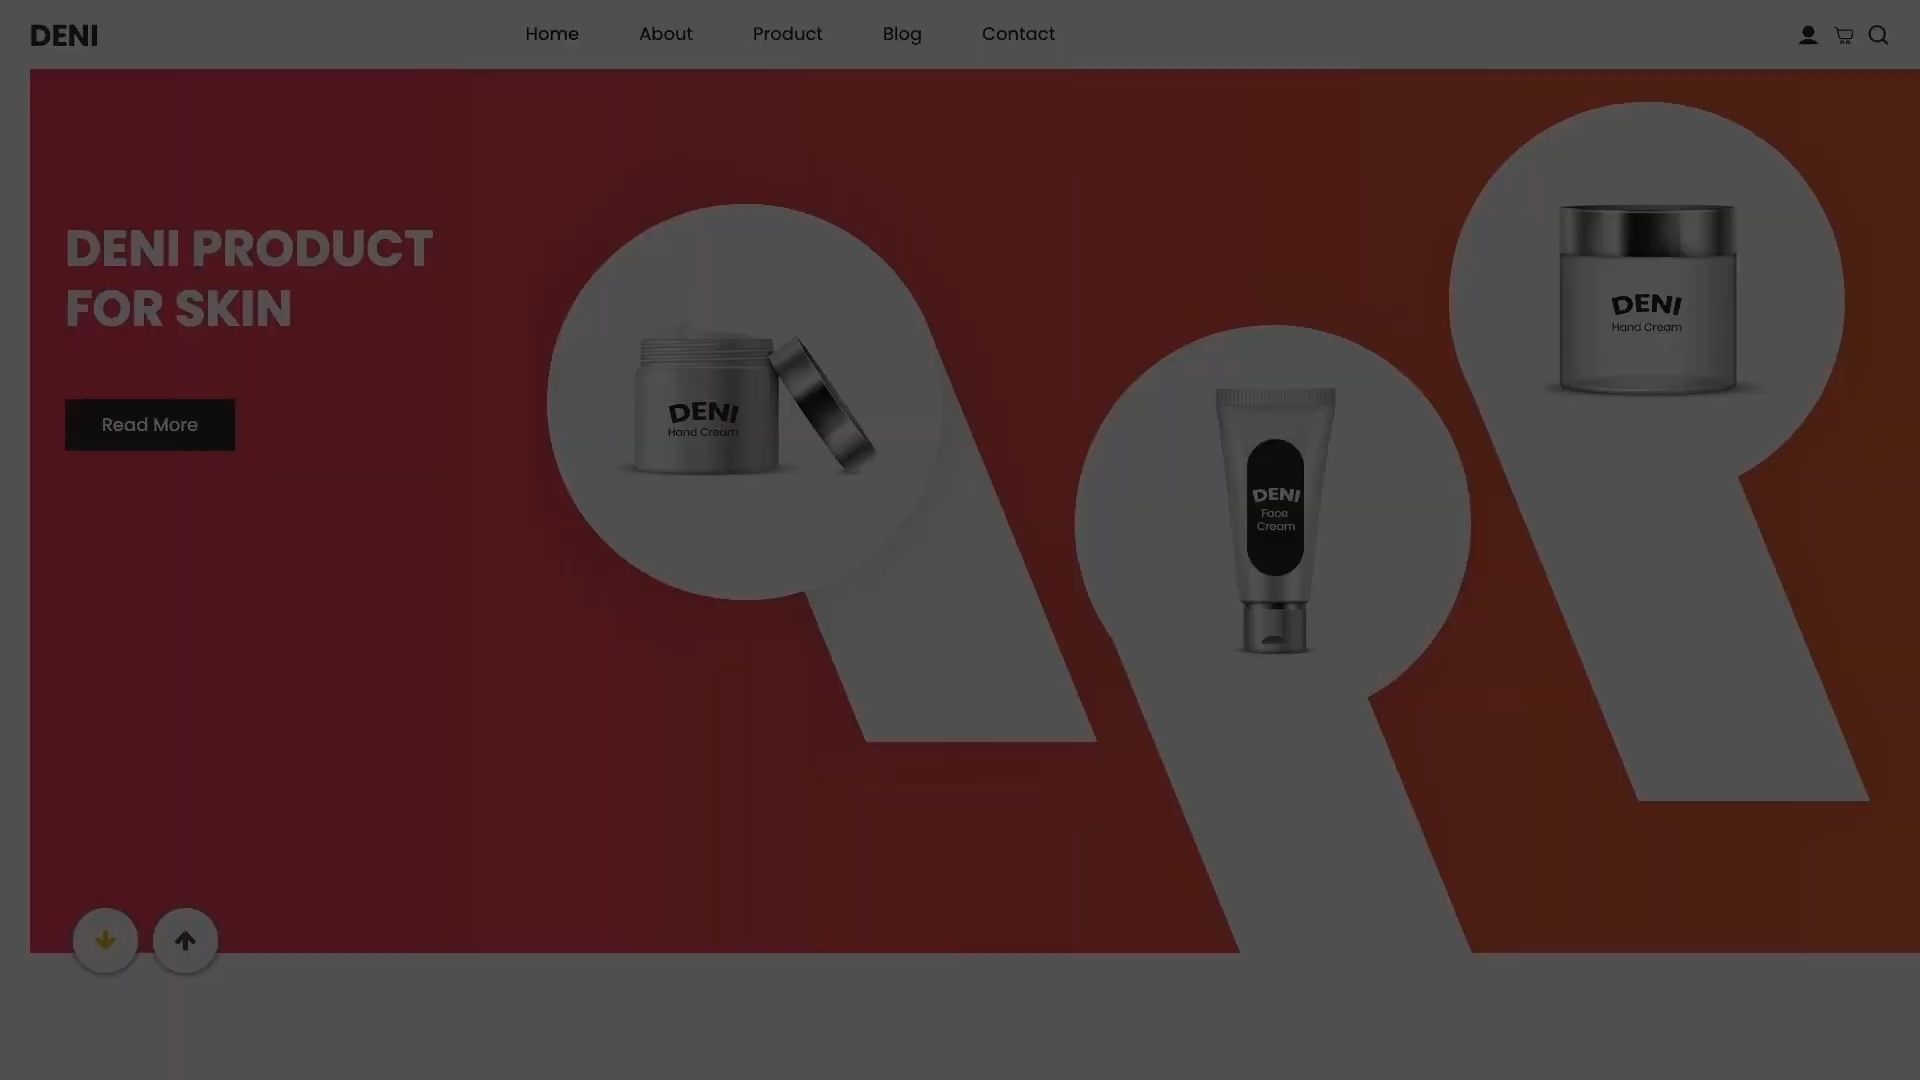 DENI
Home
About
Product
Blog
Contact
DENI PRODUCT
FOR SKIN
Read More
DENI
Hand Cream
DENI
Face
Cream
DENI
Hand Cream